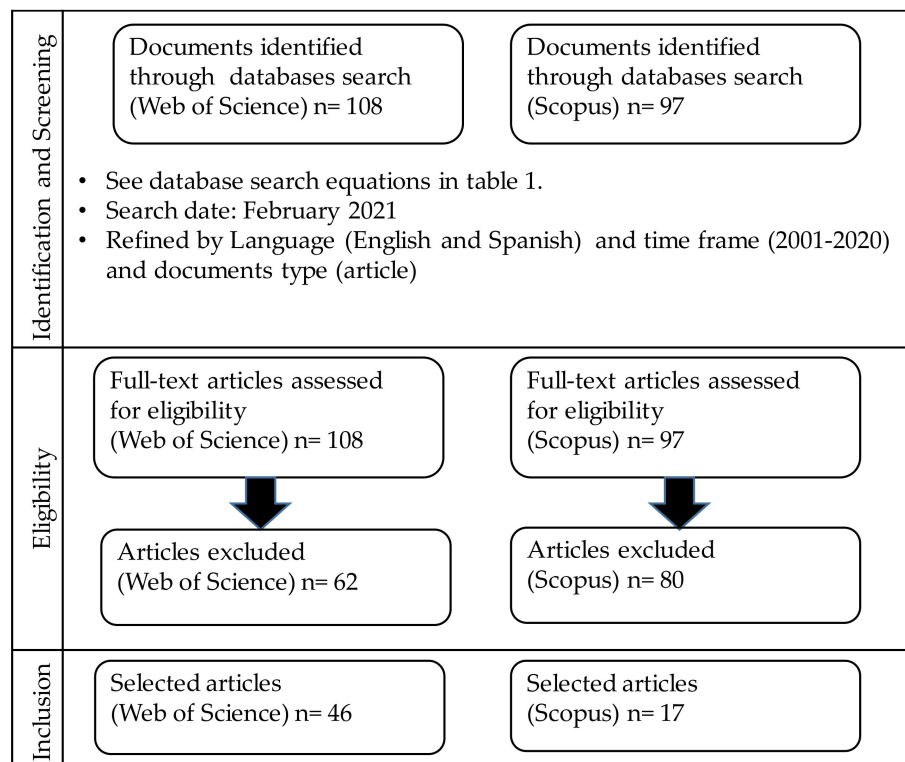 Identification and Screening
Documents identified
through databases search
(Web of Science) n= 108
Documents identified
through databases search
(Scopus) n= 97
• See database search equations in table 1.
• Search date: February 2021
• Refined by Language (English and Spanish) and time frame (2001-2020)
and documents type (article)
Eligibility
Full-text articles assessed
for eligibility
(Web of Science) n= 108
Full-text articles assessed
for eligibility
(Scopus) n= 97
Articles excluded
(Web of Science) n= 62
Articles excluded
(Scopus) n= 80
Inclusion
Selected articles
(Web of Science) n= 46
Selected articles
(Scopus) n= 17